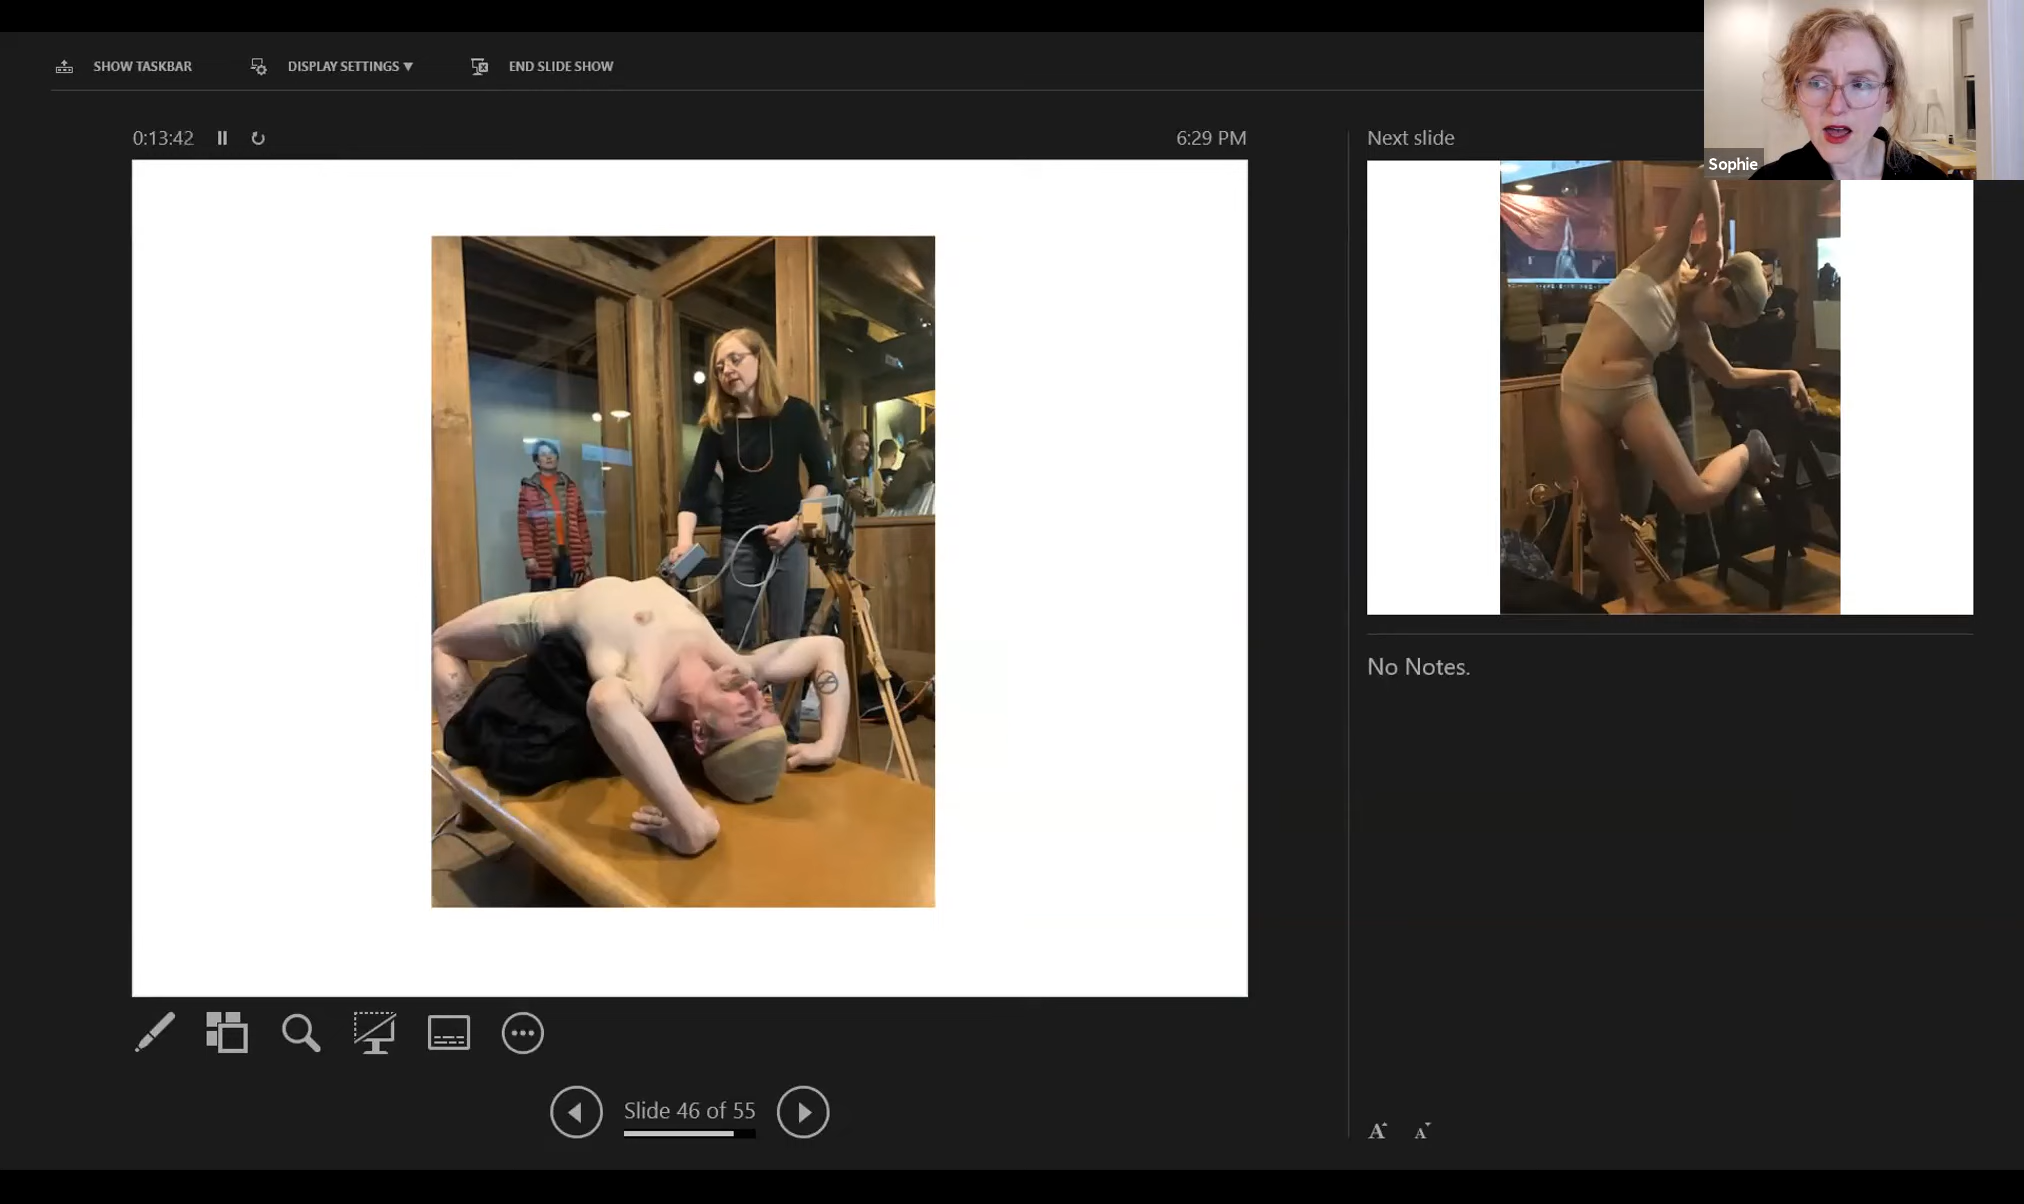 SHOW TASKBAR
DISPLAY SETTINGS ▼
END SLIDE SHOW
0:13:42
6:29 PM
Next slide
Sophie
No Notes.
Slide 46 of 55
A A